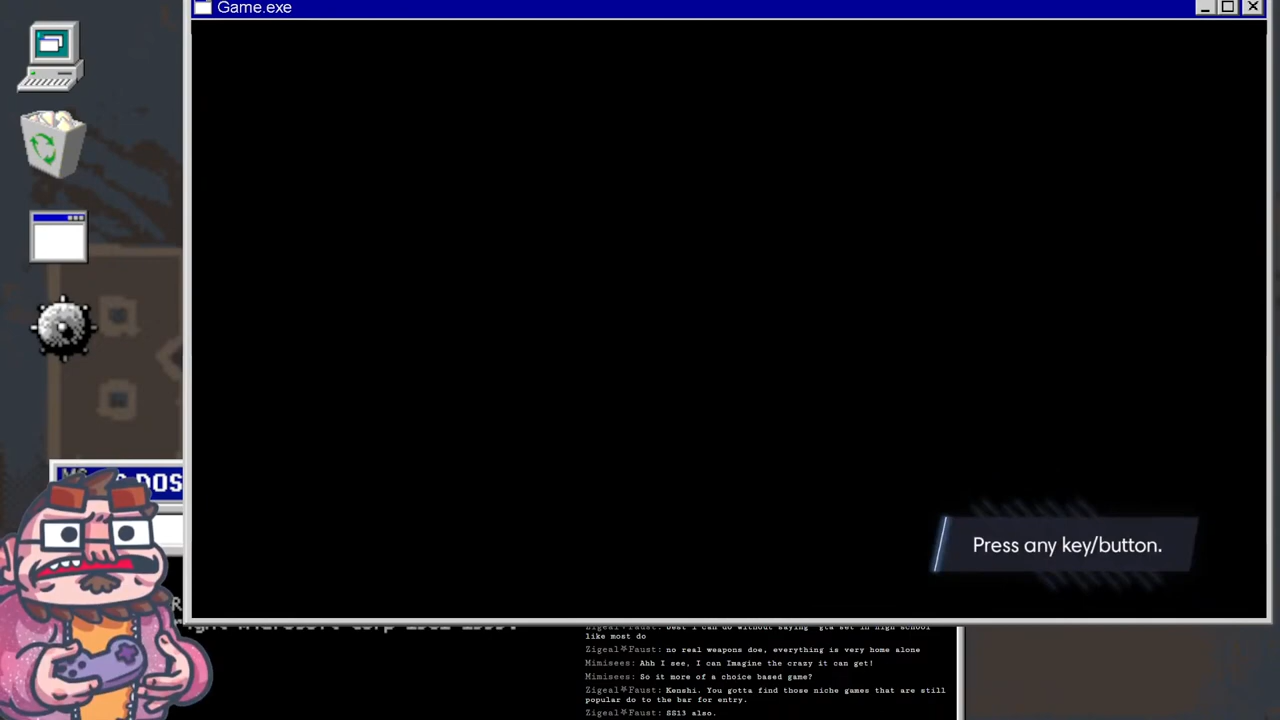 Game.exe
DOS
Press any key/button.
like most do
Zigeal Faust: no real weapons doe, everything is very home alone
Mimisees: Ahh I see, I can Imagine the crazy it can get!
Mimisees: So it more of a choice based game?
Zigeal Faust: Kenshi. You gotta find those niche games that are still
popular do to the bar for entry.
Zigeal Faust: SS13 also.